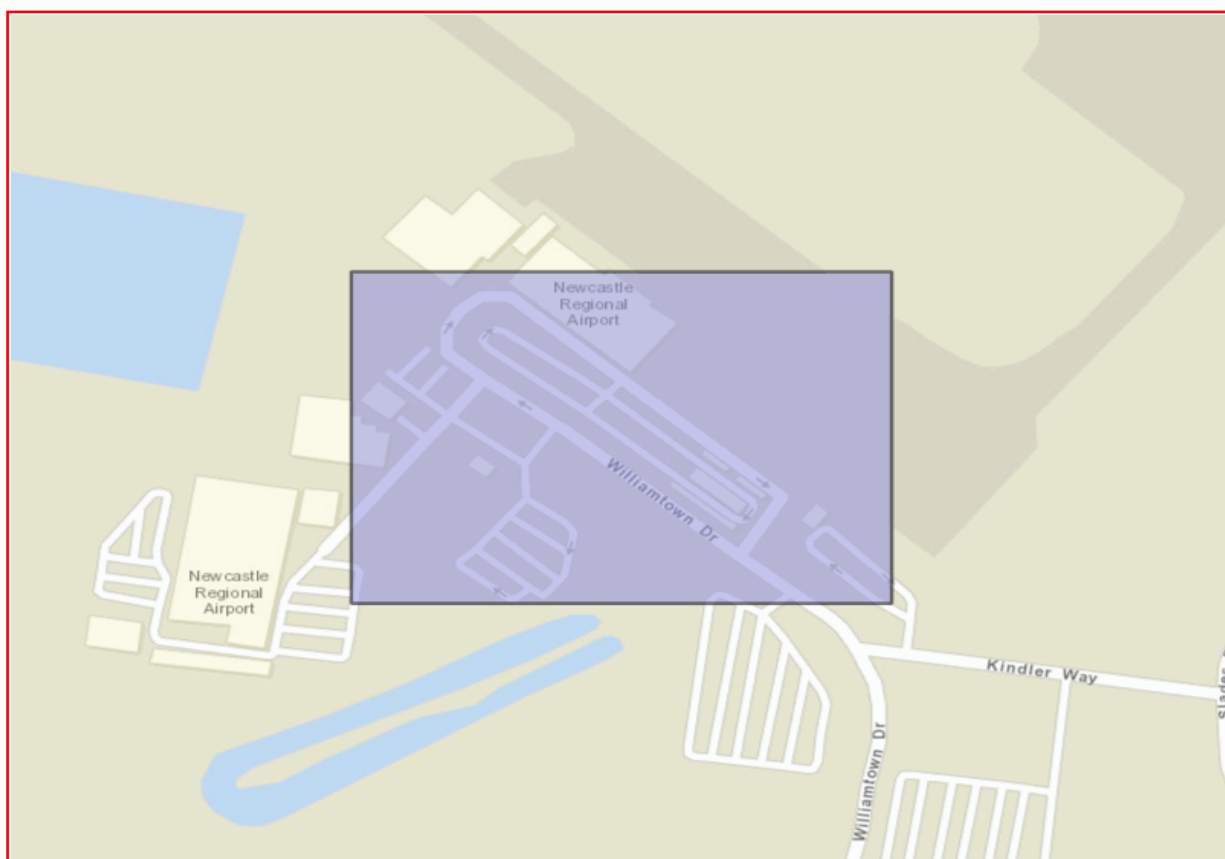 Newcastle
Regional
Airport
Williamtown Dr
Newcastle
Regional
Airport
Kindler Way
Williamtown Dr